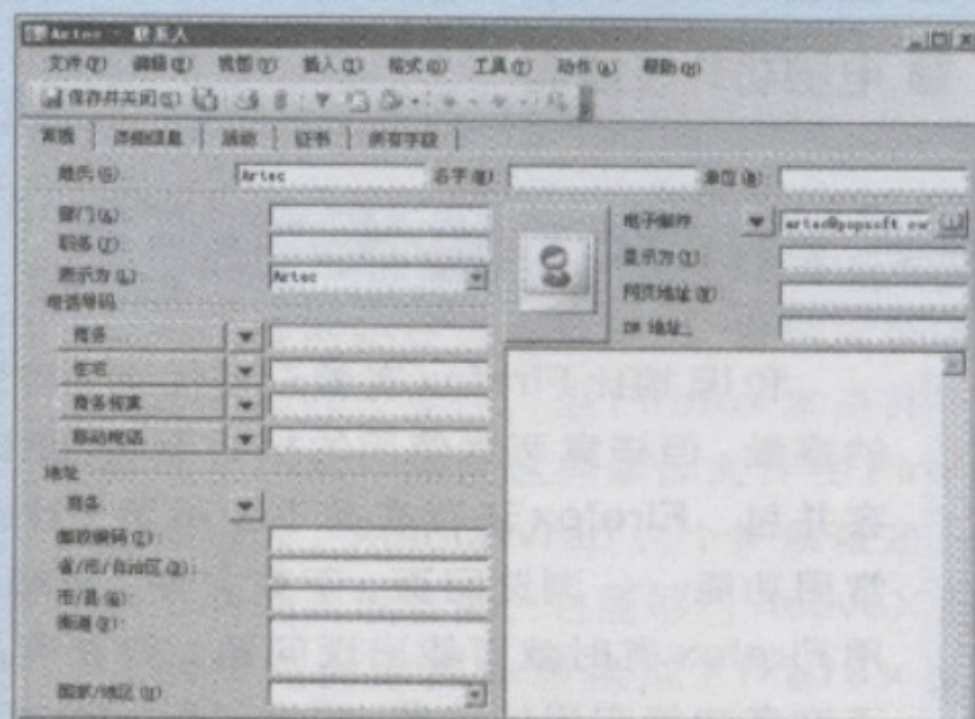 Artec - 联系人
文件(F) 编辑(E) 视图(V) 插入(I) 格式(O) 工具(T) 动作(A) 帮助(H)
保存并关闭(S)
常规 详细信息 活动 证书 所有字段
姓氏(G) Artec 名字(M) 单位(B)
部门(A) 电子邮件 artec@popsoft.co
职务(T) 显示为(I)
表示为(L) Artec 网页地址(W)
电话号码 IM 地址
商务
住宅
商务传真
移动电话
地址
商务
邮政编码(Z)
省/市/自治区(Q):
市/县(C):
街道(R):
国家/地区(U)